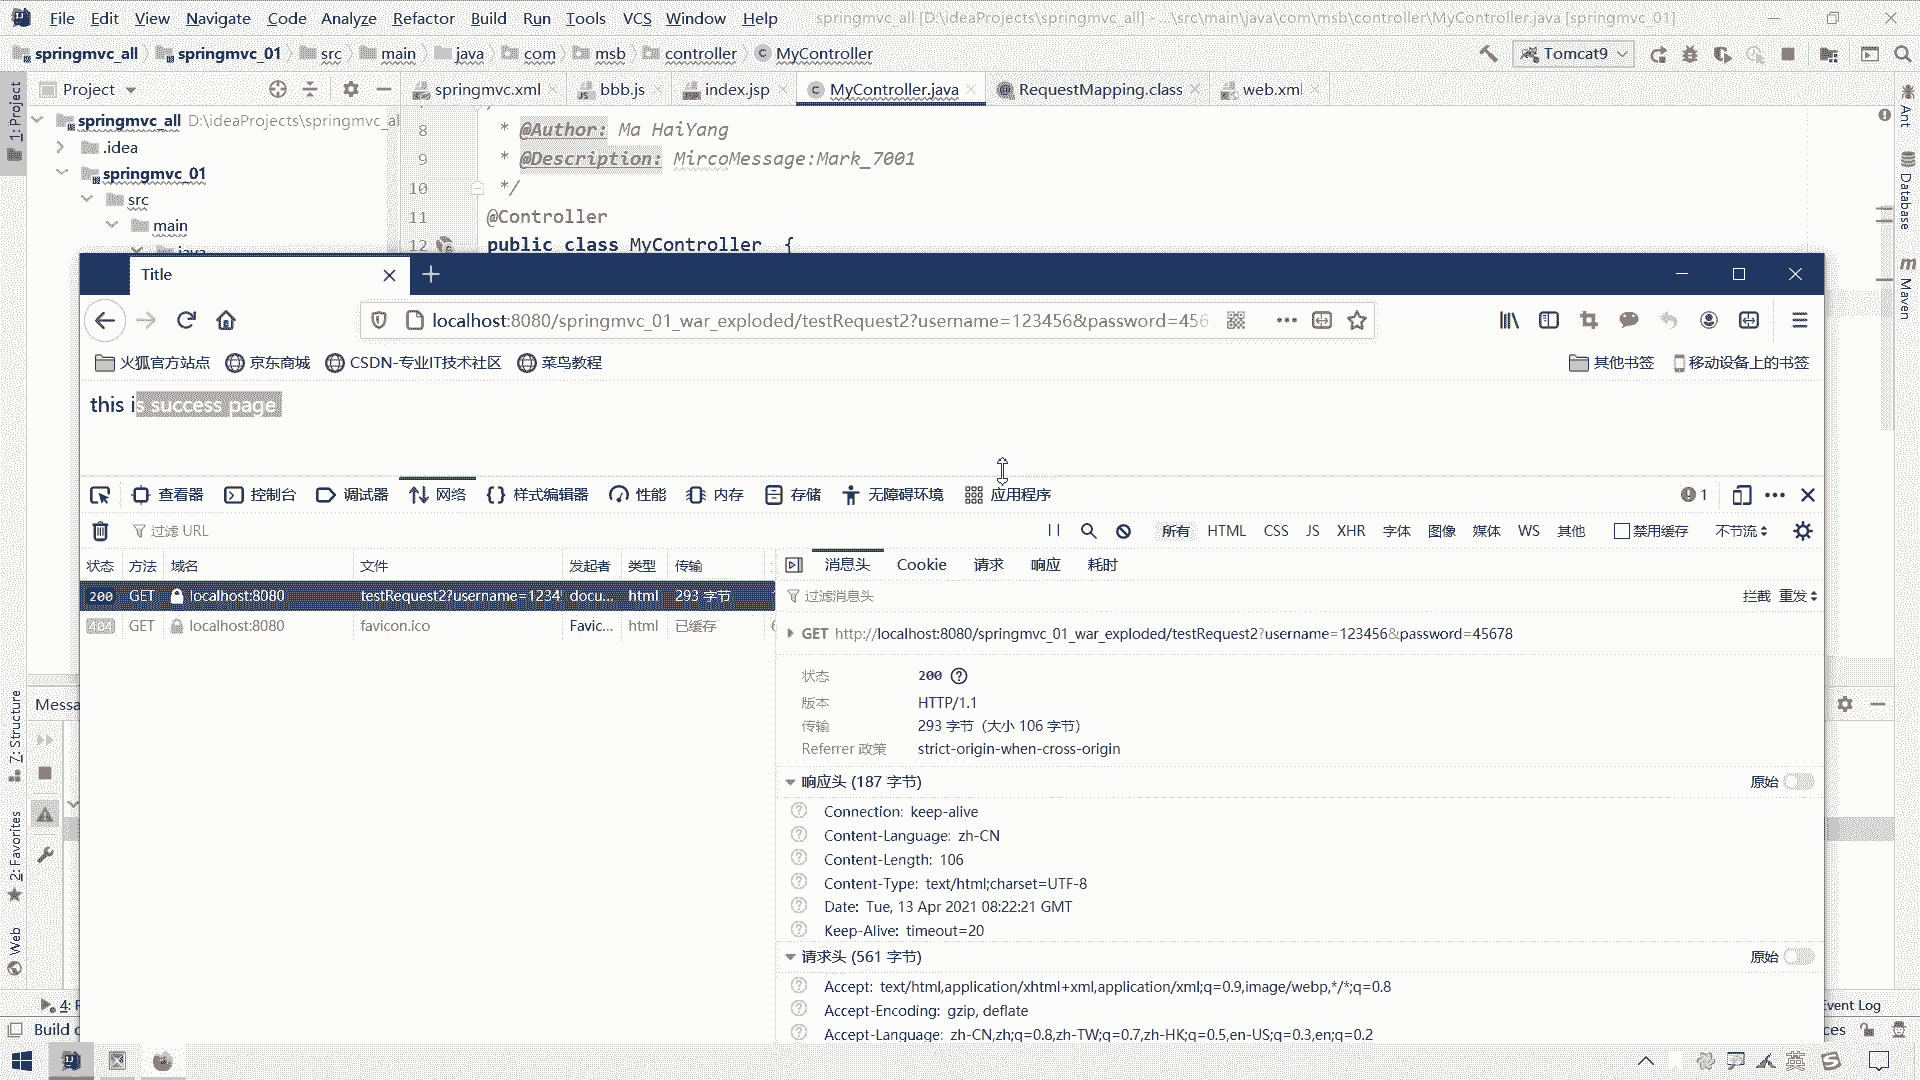 File Edit View Navigate Code Analyze Refactor Build Run Tools VCS Window Help springmvc_all [D:\ideaProjects\springmvc_all] - ...\src\main\java\com\msb\controller\MyController.java [springmvc_01]
springmvc_all springmvc_01 src main java com msb controller MyController Tomcat9
1: Project
Project
springmvc.xml bbb.js index.jsp MyController.java RequestMapping.class web.xml
Ant
springmvc_all D:\ideaProjects\springmvc_al
.idea
springmvc_01
src
main
java
8 * @Author: Ma HaiYang
9 * @Description: MircoMessage:Mark_7001
10 */
11 @Controller
12 public class MyController {
Database
Maven
Title
localhost:8080/springmvc_01_war_exploded/testRequest2?username=123456&password=456
火狐官方站点 京东商城 CSDN-专业IT技术社区 菜鸟教程 其他书签 移动设备上的书签
this is success page
查看器 控制台 调试器 网络 样式编辑器 性能 内存 存储 无障碍环境 应用程序 1
过滤 URL 所有 HTML CSS JS XHR 字体 图像 媒体 WS 其他 禁用缓存 不节流
状态 方法 域名 文件 发起者 类型 传输
消息头 Cookie 请求 响应 耗时
200 GET localhost:8080 testRequest2?username=1234 docu... html 293 字节
404 GET localhost:8080 favicon.ico Favic... html 已缓存
过滤消息头 拦截 重发
GET http://localhost:8080/springmvc_01_war_exploded/testRequest2?username=123456&password=45678
状态 200
版本 HTTP/1.1
传输 293 字节 (大小 106 字节)
Referrer 政策 strict-origin-when-cross-origin
响应头 (187 字节) 原始
Connection: keep-alive
Content-Language: zh-CN
Content-Length: 106
Content-Type: text/html;charset=UTF-8
Date: Tue, 13 Apr 2021 08:22:21 GMT
Keep-Alive: timeout=20
请求头 (561 字节) 原始
Accept: text/html,application/xhtml+xml,application/xml;q=0.9,image/webp,*/*;q=0.8
Accept-Encoding: gzip, deflate
Accept-Language: zh-CN,zh;q=0.8,zh-TW;q=0.7,zh-HK;q=0.5,en-US;q=0.3,en;q=0.2
Messa
7: Structure
2: Favorites
Web
4: R
Event Log
Build c
ces
英